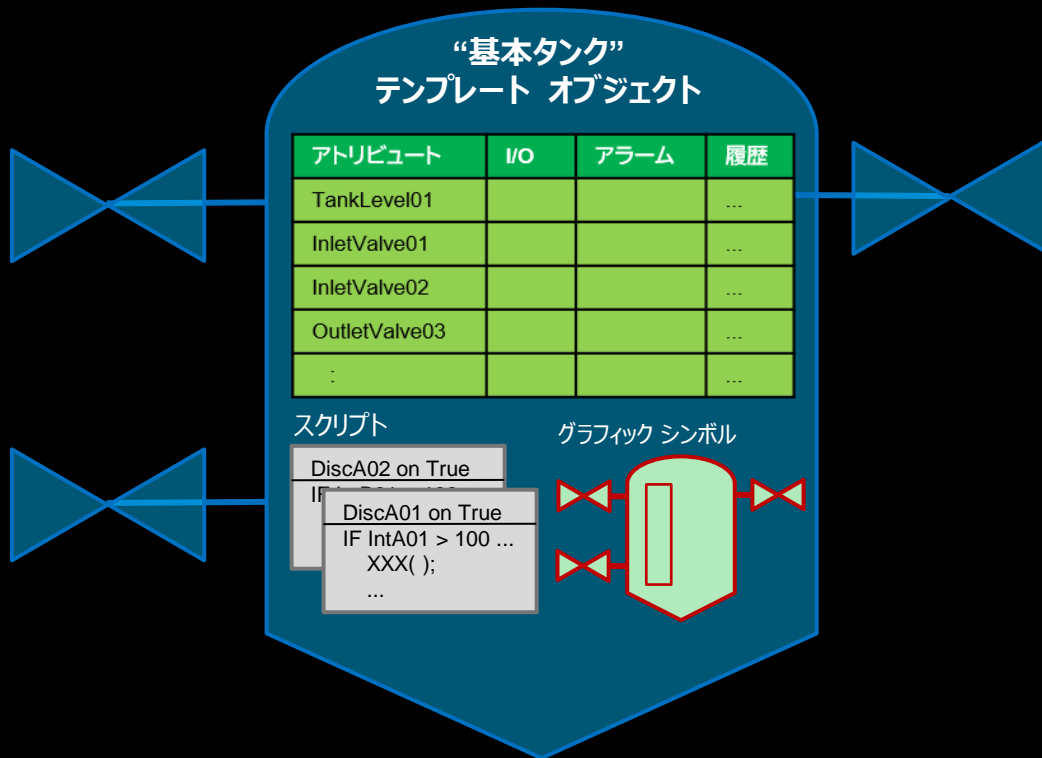 “基本タンク”
テンプレート オブジェクト
アトリビュート I/O アラーム 履歴
TankLevel01 ...
InletValve01 ...
InletValve02 ...
OutletValve03 ...
: ...
スクリプト
グラフィック シンボル
DiscA02 on True
DiscA01 on True
IF IntA01 > 100 ...
XXX( );
...